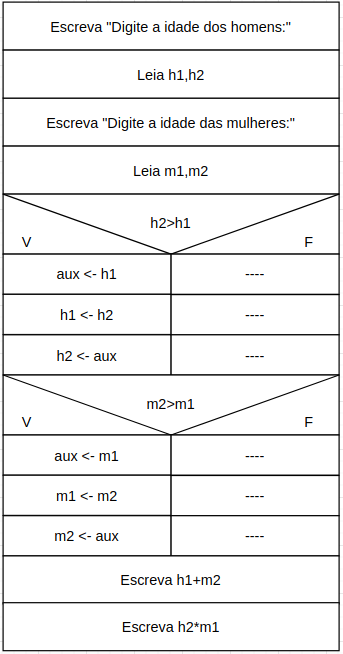 Escreva "Digite a idade dos homens:"
Leia h1,h2
Escreva "Digite a idade das mulheres:"
Leia m1,m2
h2>h1
V F
aux <- h1 ----
h1 <- h2 ----
h2 <- aux ----
m2>m1
V F
aux <- m1 ----
m1 <- m2 ----
m2 <- aux ----
Escreva h1+m2
Escreva h2*m1